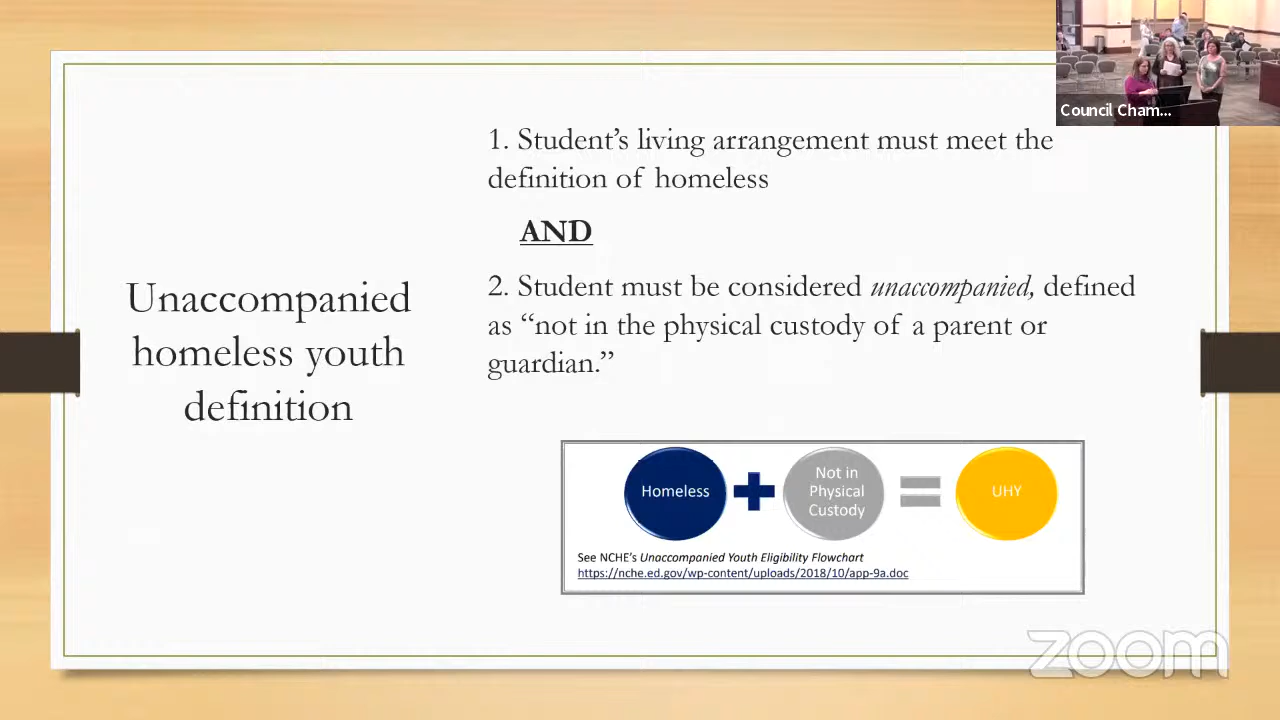 Council Cham...
Unaccompanied
homeless youth
definition
1. Student’s living arrangement must meet the
definition of homeless
AND
2. Student must be considered unaccompanied, defined
as “not in the physical custody of a parent or
guardian.”
Homeless
Not in
Physical
Custody
UHY
See NCHE’s Unaccompanied Youth Eligibility Flowchart
https://nche.ed.gov/wp-content/uploads/2018/10/app-9a.doc
zoom